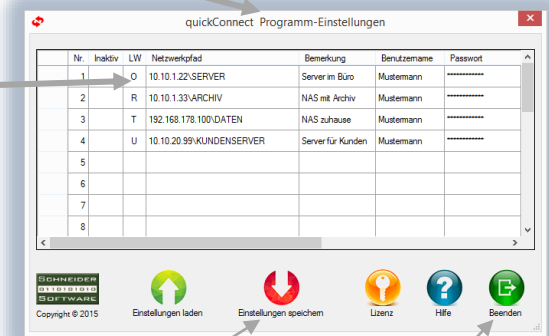 quickConnect Programm-Einstellungen
Nr. Inaktiv LW Netzwerkpfad Bemerkung Benutzername Passwort
1 O 10.10.1.22\SERVER Server im Büro Mustermann ************
2 R 10.10.1.33\ARCHIV NAS mit Archiv Mustermann ************
3 T 192.168.178.100\DATEN NAS zuhause Mustermann ************
4 U 10.10.20.99\KUNDENSERVER Server für Kunden Mustermann ************
5
6
7
8
SCHNEIDER
0110101010
SOFTWARE
Copyright © 2015 Einstellungen laden Einstellungen speichern Lizenz Hilfe Beenden